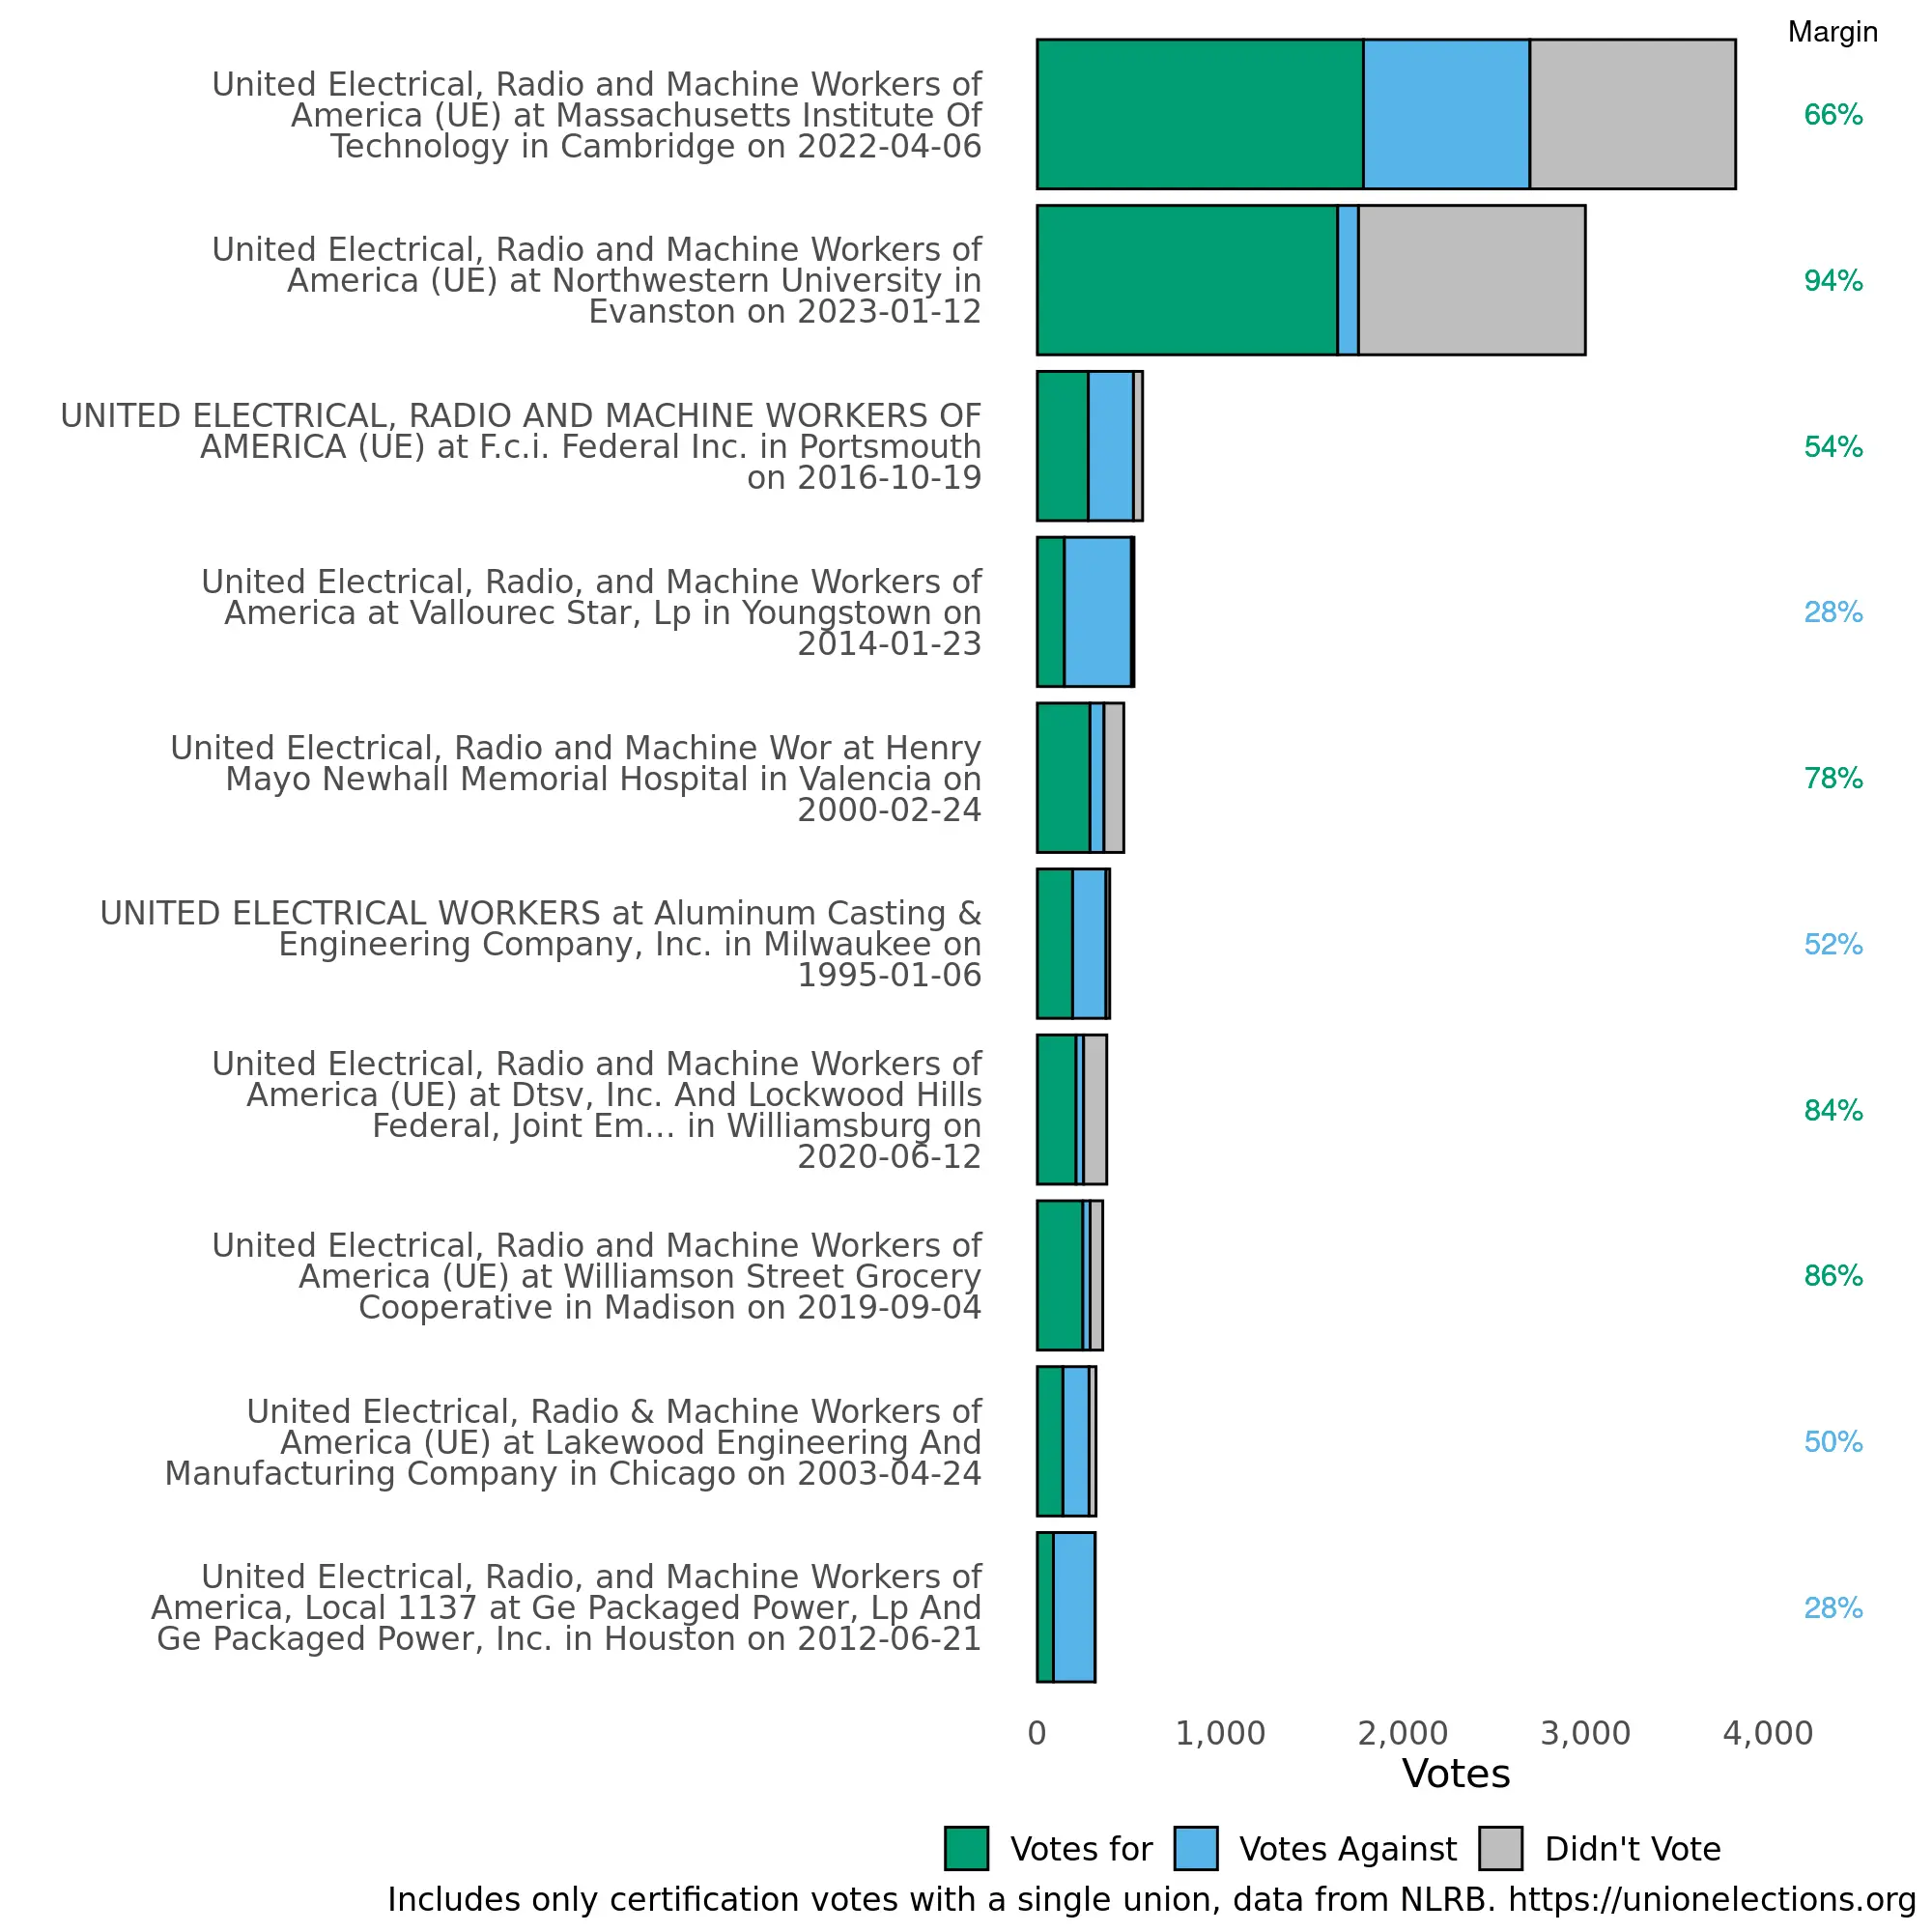 Margin
United Electrical, Radio and Machine Workers of
America (UE) at Massachusetts Institute Of
Technology in Cambridge on 2022-04-06
66%
United Electrical, Radio and Machine Workers of
America (UE) at Northwestern University in
Evanston on 2023-01-12
94%
UNITED ELECTRICAL, RADIO AND MACHINE WORKERS OF
AMERICA (UE) at F.c.i. Federal Inc. in Portsmouth
on 2016-10-19
54%
United Electrical, Radio, and Machine Workers of
America at Vallourec Star, Lp in Youngstown on
2014-01-23
28%
United Electrical, Radio and Machine Wor at Henry
Mayo Newhall Memorial Hospital in Valencia on
2000-02-24
78%
UNITED ELECTRICAL WORKERS at Aluminum Casting &
Engineering Company, Inc. in Milwaukee on
1995-01-06
52%
United Electrical, Radio and Machine Workers of
America (UE) at Dtsv, Inc. And Lockwood Hills
Federal, Joint Em... in Williamsburg on
2020-06-12
84%
United Electrical, Radio and Machine Workers of
America (UE) at Williamson Street Grocery
Cooperative in Madison on 2019-09-04
86%
United Electrical, Radio & Machine Workers of
America (UE) at Lakewood Engineering And
Manufacturing Company in Chicago on 2003-04-24
50%
United Electrical, Radio, and Machine Workers of
America, Local 1137 at Ge Packaged Power, Lp And
Ge Packaged Power, Inc. in Houston on 2012-06-21
28%
0 1,000 2,000 3,000 4,000
Votes
Votes for Votes Against Didn't Vote
Includes only certification votes with a single union, data from NLRB. https://unionelections.org